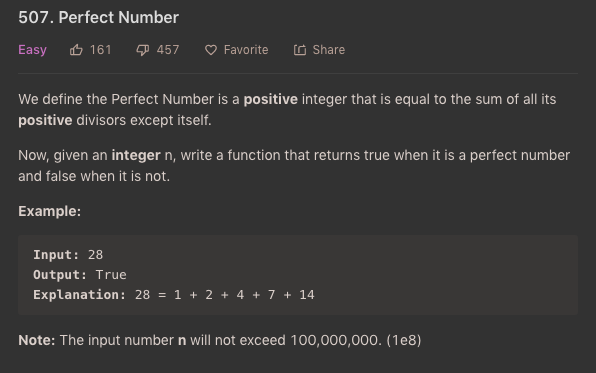 507. Perfect Number
Easy 161 457 Favorite Share
We define the Perfect Number is a positive integer that is equal to the sum of all its
positive divisors except itself.
Now, given an integer n, write a function that returns true when it is a perfect number
and false when it is not.
Example:
Input: 28
Output: True
Explanation: 28 = 1 + 2 + 4 + 7 + 14
Note: The input number n will not exceed 100,000,000. (1e8)